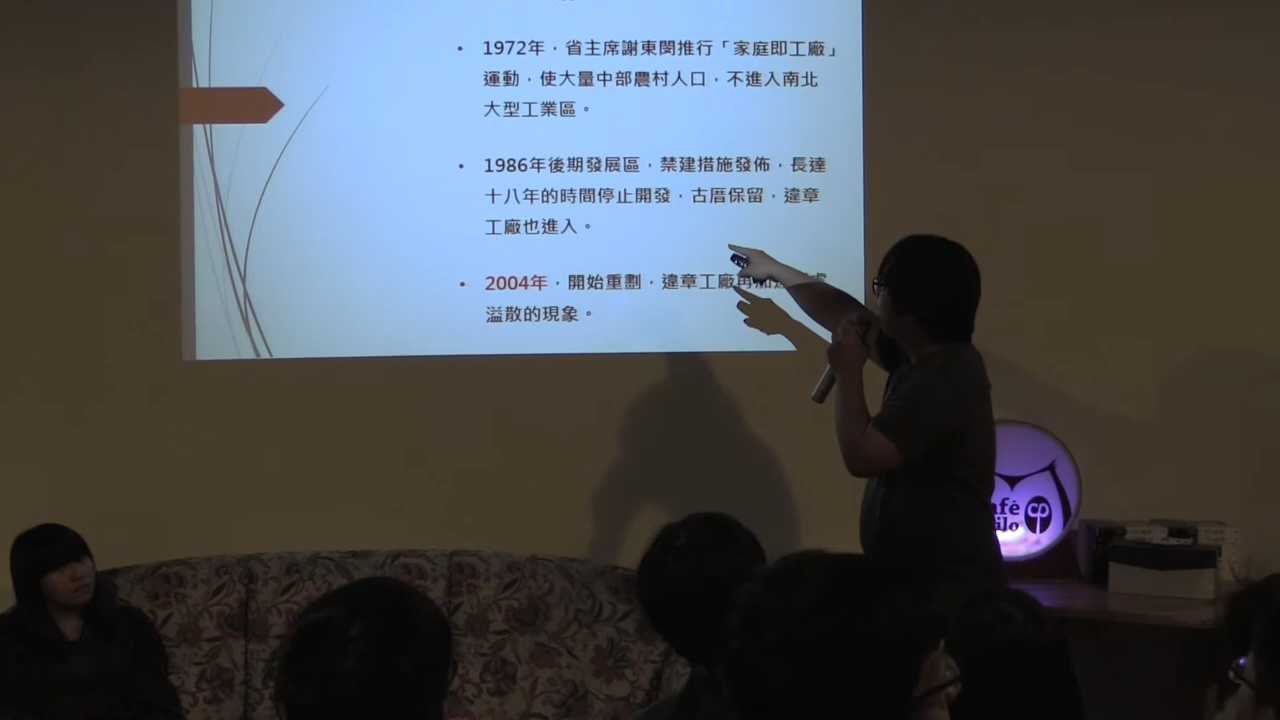 • 1972年，省主席謝東閔推行「家庭即工廠」
運動，使大量中部農村人口，不進入南北
大型工業區。
• 1986年後期發展區，禁建措施發佈，長達
十八年的時間停止開發，古厝保留，違章
工廠也進入。
• 2004年，開始重劃，違章工廠再
溢散的現象。